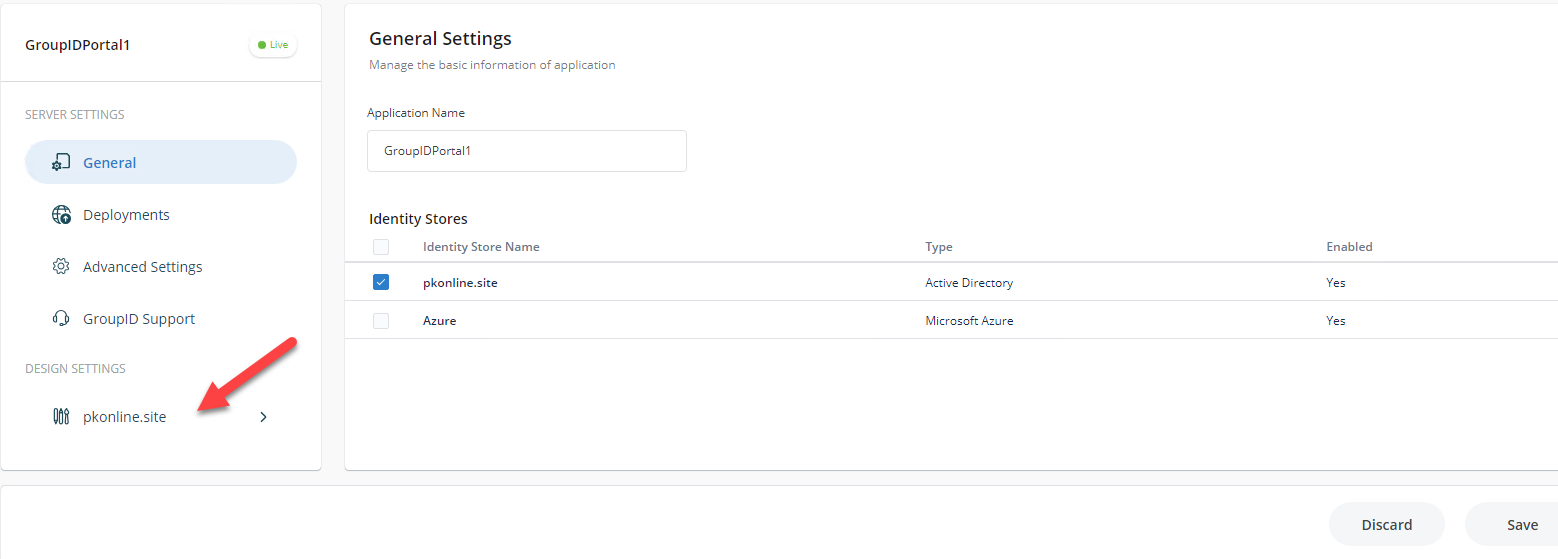 GroupIDPortal1
Live
SERVER SETTINGS
General
Deployments
Advanced Settings
GroupID Support
DESIGN SETTINGS
pkonline.site
General Settings
Manage the basic information of application
Application Name
GroupIDPortal1
Identity Stores
Identity Store Name Type Enabled
pkonline.site Active Directory Yes
Azure Microsoft Azure Yes
Discard Save